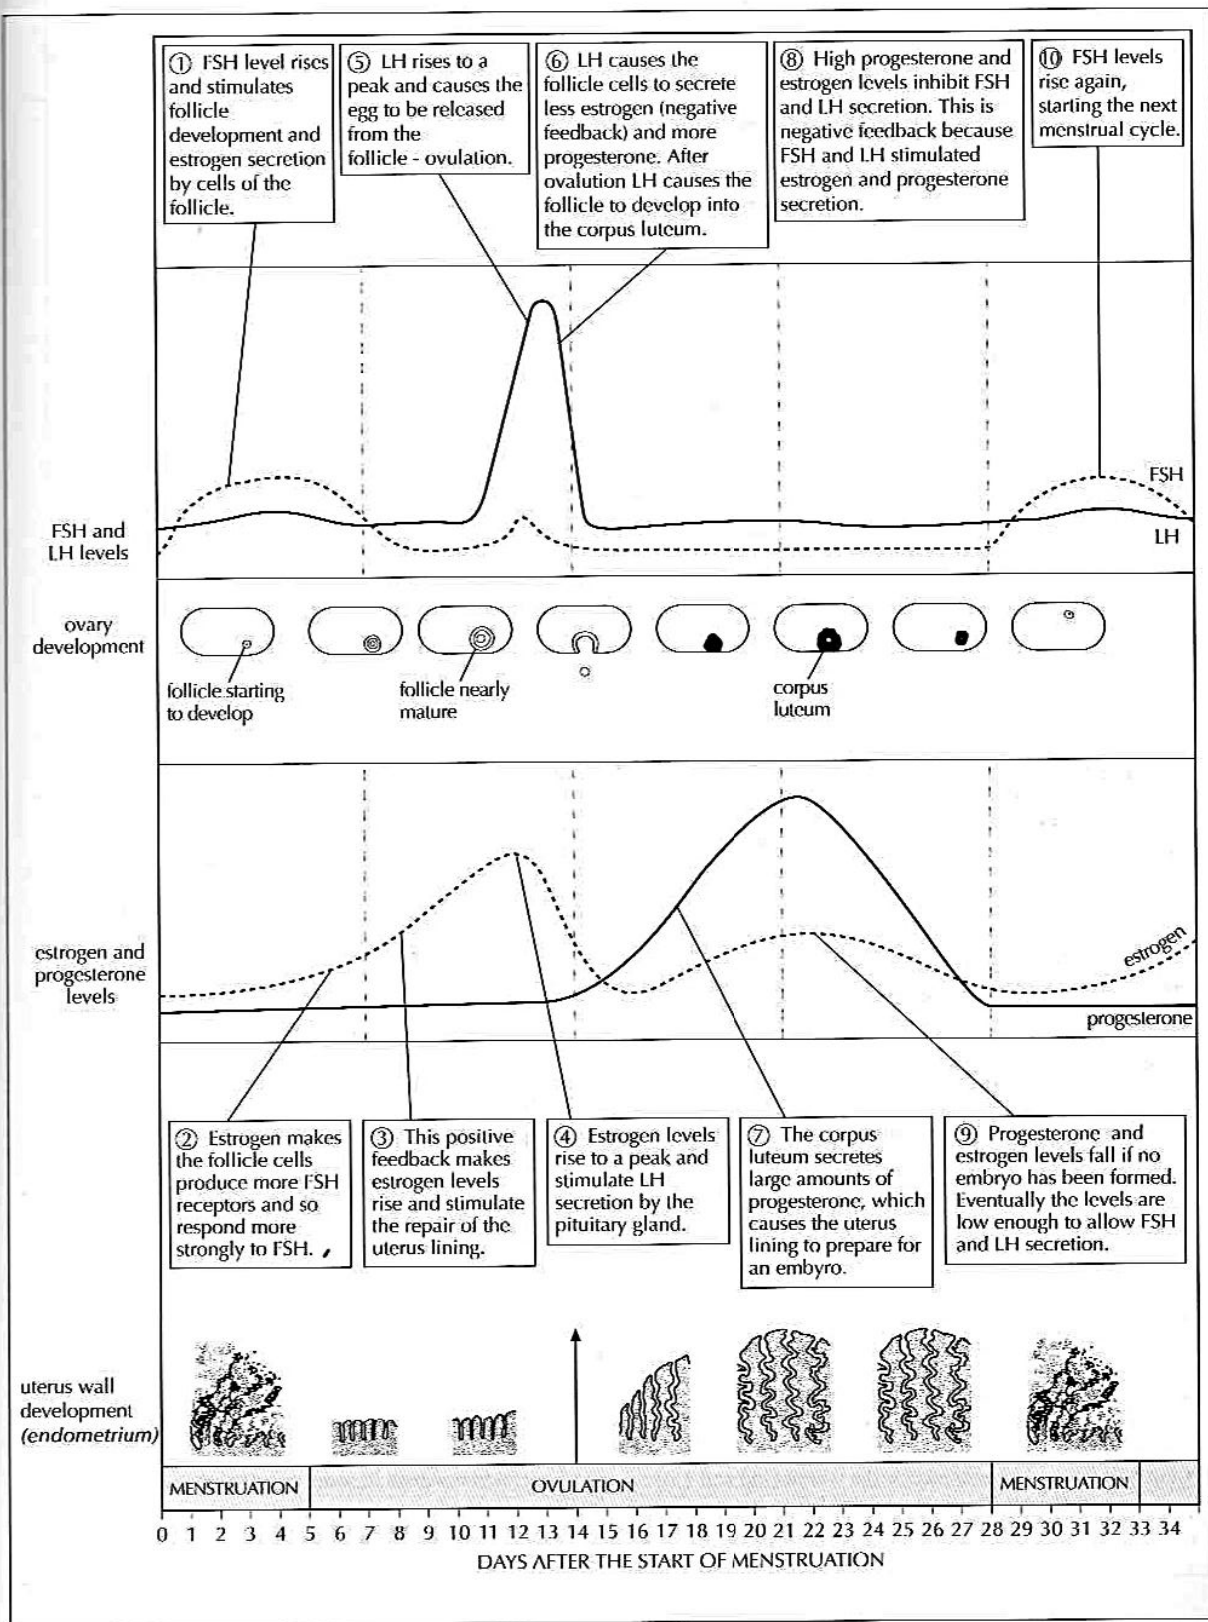 ① FSH level rises
and stimulates
follicle
development and
estrogen secretion
by cells of the
follicle.
⑤ LH rises to a
peak and causes the
egg to be released
from the
follicle - ovulation.
⑥ LH causes the
follicle cells to secrete
less estrogen (negative
feedback) and more
progesterone. After
ovalution LH causes the
follicle to develop into
the corpus luteum.
⑧ High progesterone and
estrogen levels inhibit FSH
and LH secretion. This is
negative feedback because
FSH and LH stimulated
estrogen and progesterone
secretion.
⑩ FSH levels
rise again,
starting the next
menstrual cycle.
FSH
LH
FSH and
LH levels
ovary
development
follicle starting
to develop
follicle nearly
mature
corpus
luteum
estrogen and
progesterone
levels
estrogen
progesterone
② Estrogen makes
the follicle cells
produce more FSH
receptors and so
respond more
strongly to FSH.
③ This positive
feedback makes
estrogen levels
rise and stimulate
the repair of the
uterus lining.
④ Estrogen levels
rise to a peak and
stimulate LH
secretion by the
pituitary gland.
⑦ The corpus
luteum secretes
large amounts of
progesterone, which
causes the uterus
lining to prepare for
an embyro.
⑨ Progesterone and
estrogen levels fall if no
embryo has been formed.
Eventually the levels are
low enough to allow FSH
and LH secretion.
uterus wall
development
(endometrium)
MENSTRUATION OVULATION MENSTRUATION
0 1 2 3 4 5 6 7 8 9 10 11 12 13 14 15 16 17 18 19 20 21 22 23 24 25 26 27 28 29 30 31 32 33 34
DAYS AFTER THE START OF MENSTRUATION